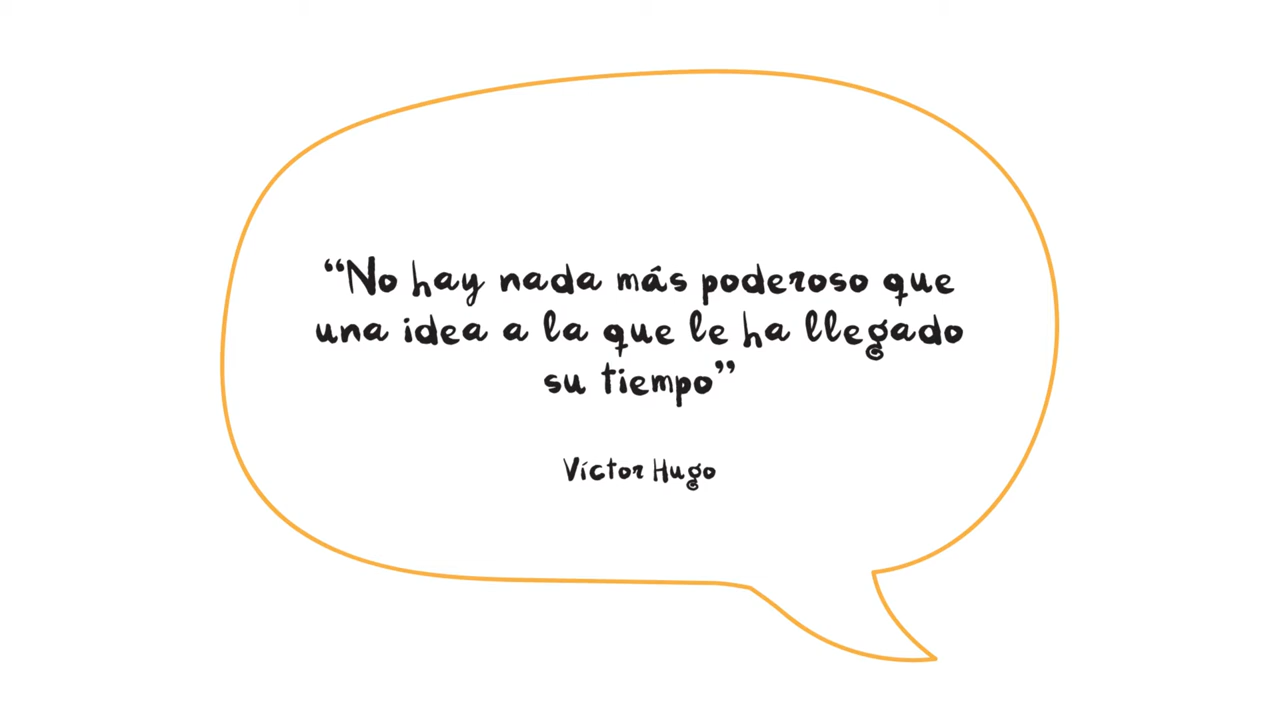 “No hay nada más poderoso que
una idea a la que le ha llegado
su tiempo”
Víctor Hugo